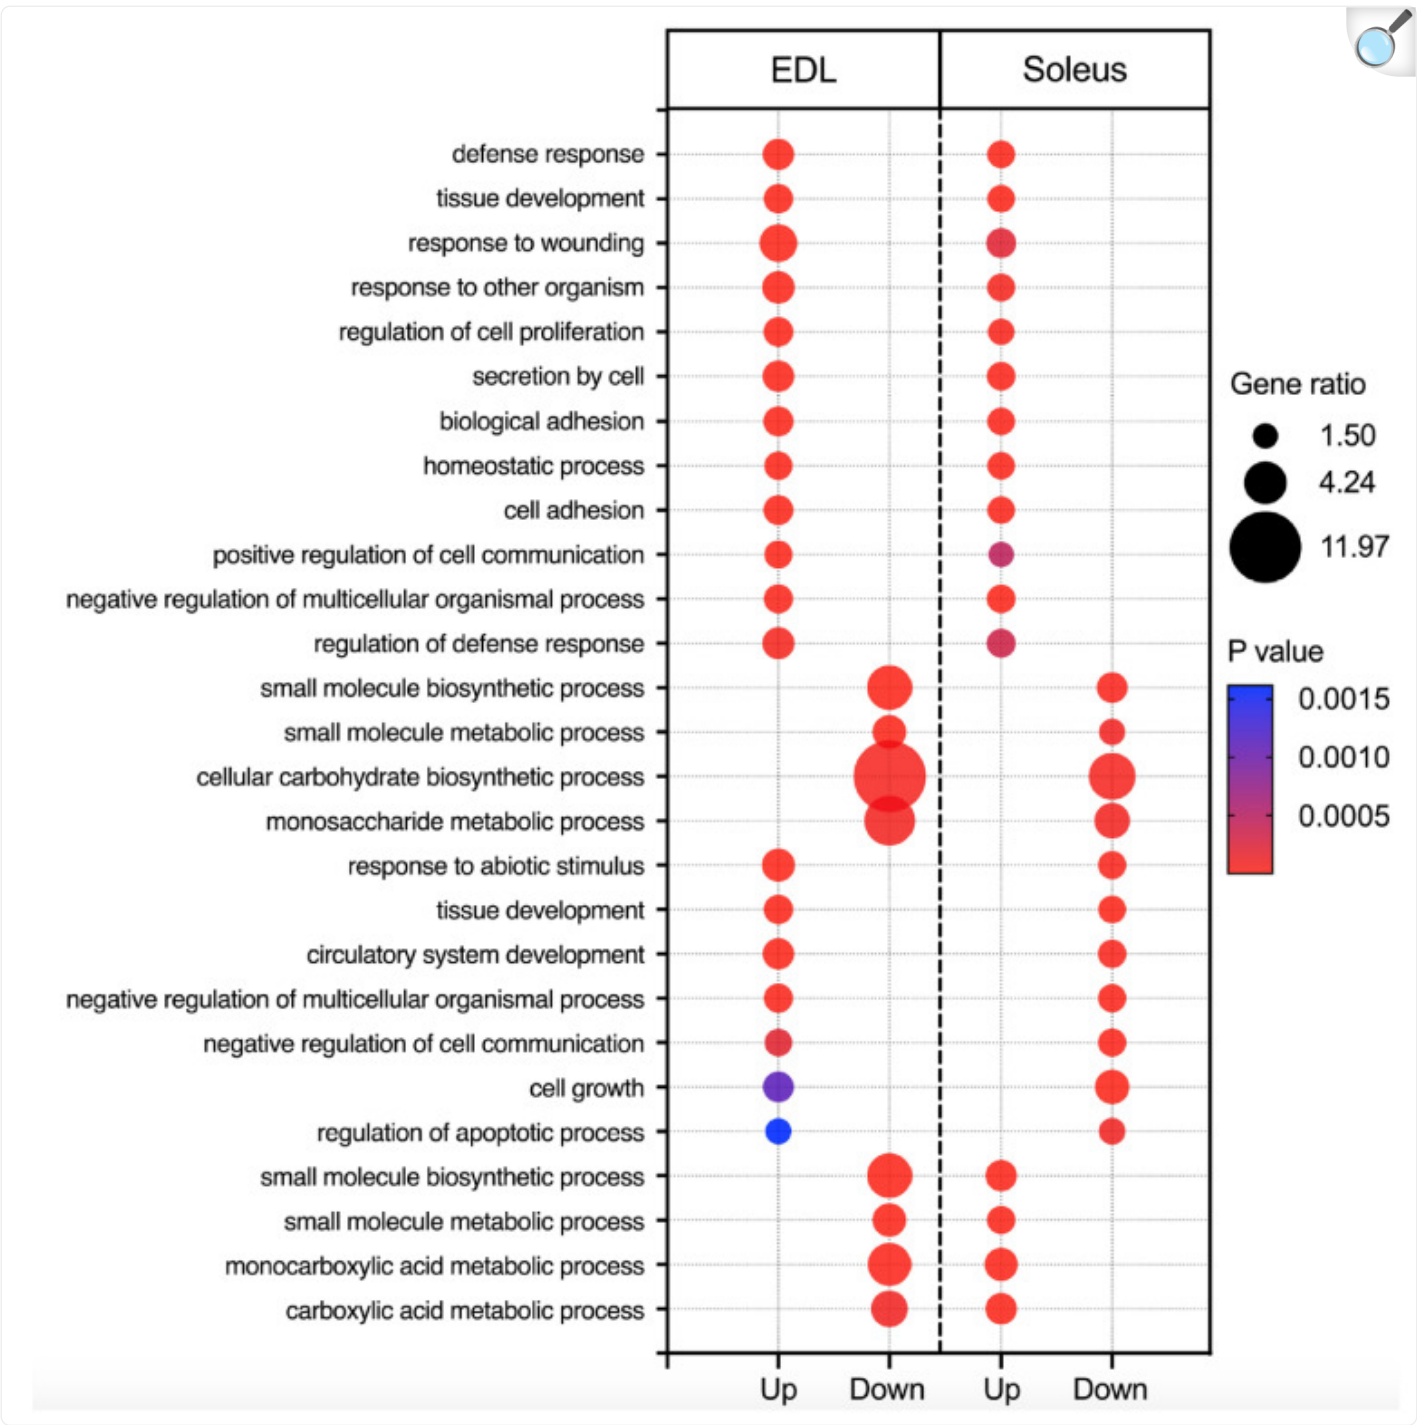 EDL Soleus
defense response
tissue development
response to wounding
response to other organism
regulation of cell proliferation
secretion by cell
biological adhesion
homeostatic process
cell adhesion
positive regulation of cell communication
negative regulation of multicellular organismal process
regulation of defense response
small molecule biosynthetic process
small molecule metabolic process
cellular carbohydrate biosynthetic process
monosaccharide metabolic process
response to abiotic stimulus
tissue development
circulatory system development
negative regulation of multicellular organismal process
negative regulation of cell communication
cell growth
regulation of apoptotic process
small molecule biosynthetic process
small molecule metabolic process
monocarboxylic acid metabolic process
carboxylic acid metabolic process
Up Down Up Down
Gene ratio
1.50
4.24
11.97
P value
0.0015
0.0010
0.0005